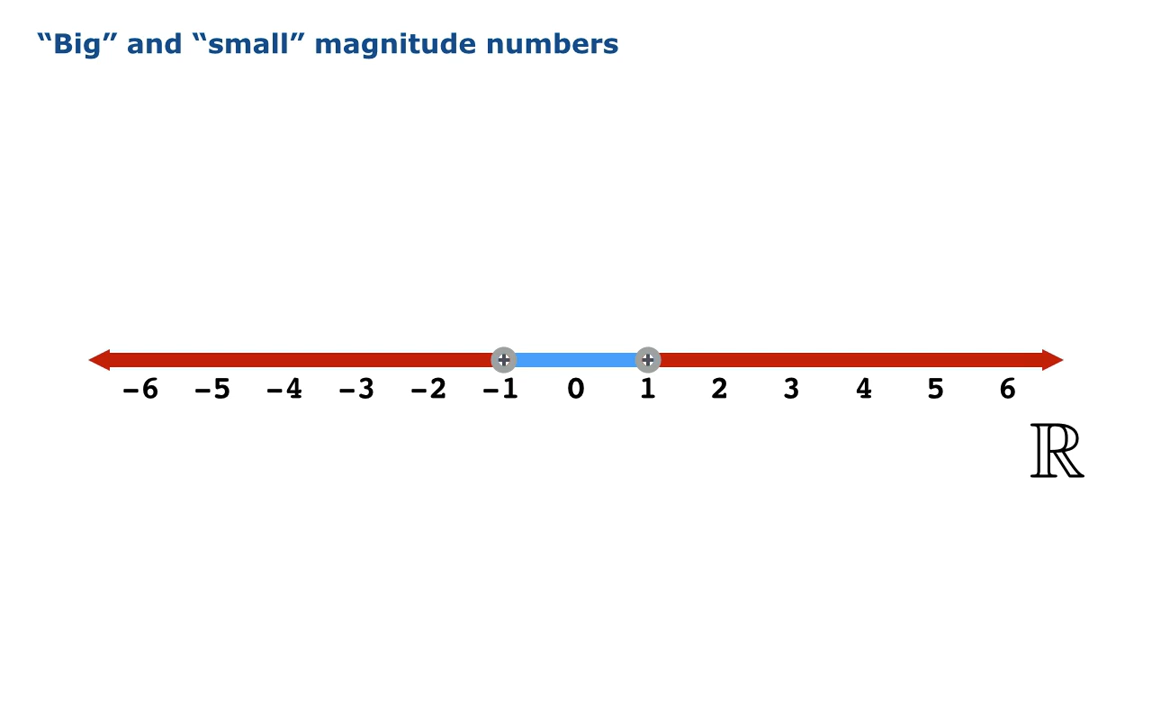 “Big” and “small” magnitude numbers
−6 −5 −4 −3 −2 −1 0 1 2 3 4 5 6
ℝ